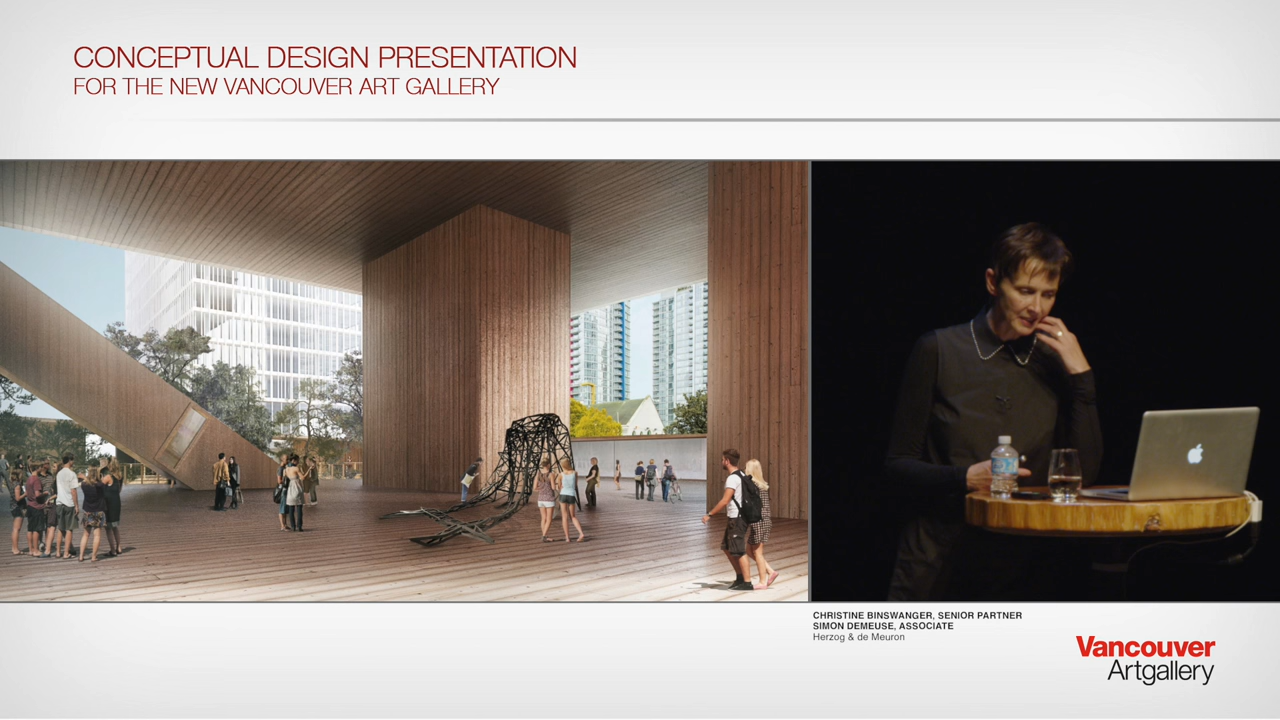 CONCEPTUAL DESIGN PRESENTATION
FOR THE NEW VANCOUVER ART GALLERY
CHRISTINE BINSWANGER, SENIOR PARTNER
SIMON DEMEUSE, ASSOCIATE
Herzog & de Meuron
Vancouver
Artgallery